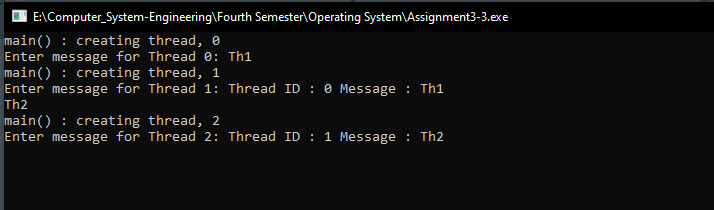 E:\Computer_System-Engineering\Fourth Semester\Operating System\Assignment3-3.exe
main() : creating thread, 0
Enter message for Thread 0: Th1
main() : creating thread, 1
Enter message for Thread 1: Thread ID : 0 Message : Th1
Th2
main() : creating thread, 2
Enter message for Thread 2: Thread ID : 1 Message : Th2